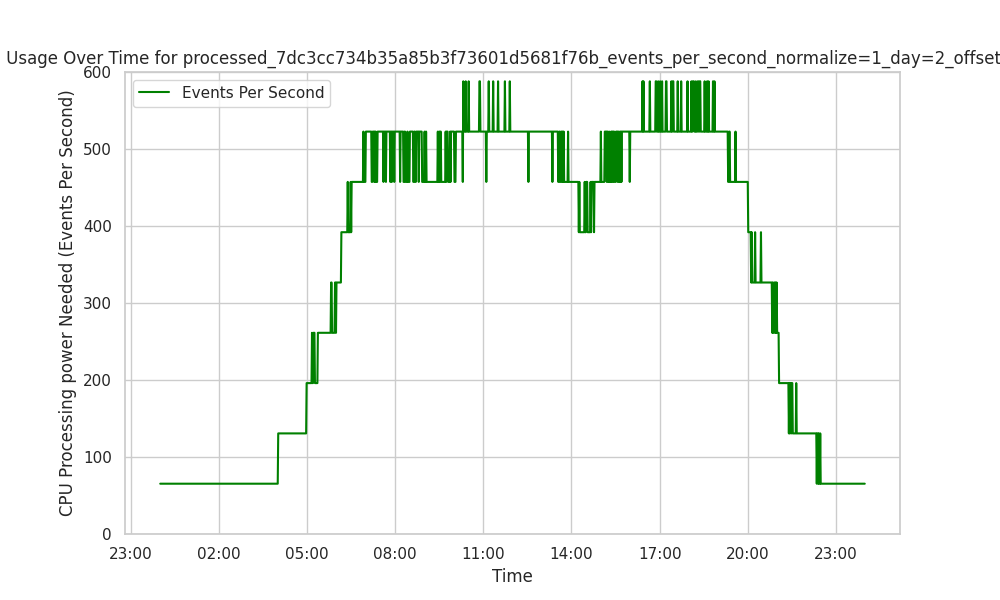 Usage Over Time for processed_7dc3cc734b35a85b3f73601d5681f76b_events_per_second_normalize=1_day=2_offset
Events Per Second
CPU Processing power Needed (Events Per Second)
600
500
400
300
200
100
0
23:00 02:00 05:00 08:00 11:00 14:00 17:00 20:00 23:00
Time